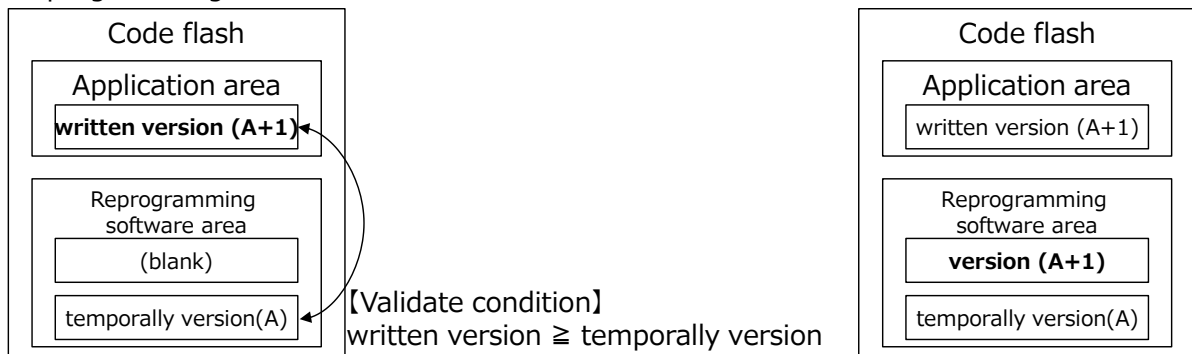 Code flash
Application area
written version (A+1)
Reprogramming
software area
(blank)
temporally version(A)
【Validate condition】
written version ≧ temporally version
Code flash
Application area
written version (A+1)
Reprogramming
software area
version (A+1)
temporally version(A)